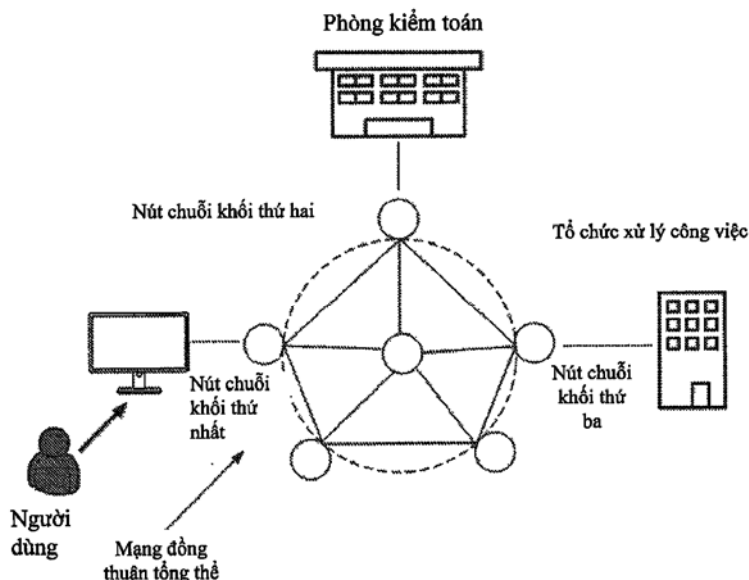 Phòng kiểm toán
Nút chuỗi khối thứ hai
Tổ chức xử lý công việc
Nút chuỗi
khối thứ
nhất
Nút chuỗi
khối thứ
ba
Người
dùng
Mạng đồng
thuận tổng thể